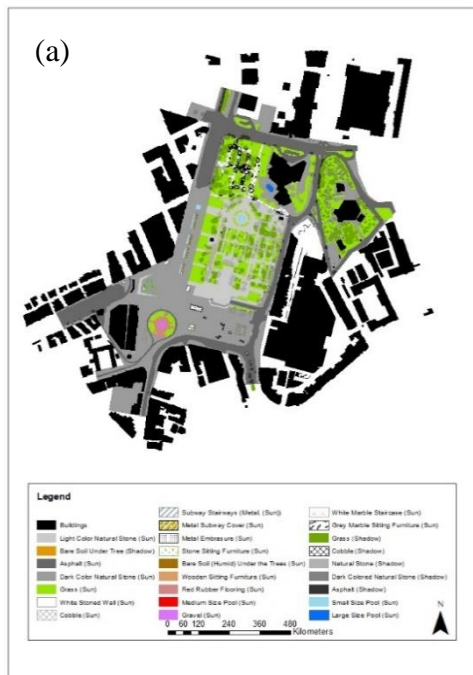 (a)
Legend
Buildings
Light Color Natural Stone (Sun)
Bare Soil Under Tree (Shadow)
Asphalt (Sun)
Dark Color Natural Stone (Sun)
Grass (Sun)
White Stoned Wall (Sun)
Cobble (Sun)
Subway Stairways (Metal, (Sun))
Metal Subway Cover (Sun)
Metal Embrasure (Sun)
Stone Sitting Furniture (Sun)
Bare Soil (Humid) Under the Trees (Sun)
Wooden Sitting Furniture (Sun)
Red Rubber Flooring (Sun)
Medium Size Pool (Sun)
Graval (Sun)
White Marble Staircase (Sun)
Grey Marble Sitting Furniture (Sun)
Grass (Shadow)
Cobble (Shadow)
Natural Stone (Shadow)
Dark Colored Natural Stone (Shadow)
Asphalt (Shadow)
Small Size Pool (Sun)
Large Size Pool (Sun)
0 60 120 240 360 480
Kilometers
N